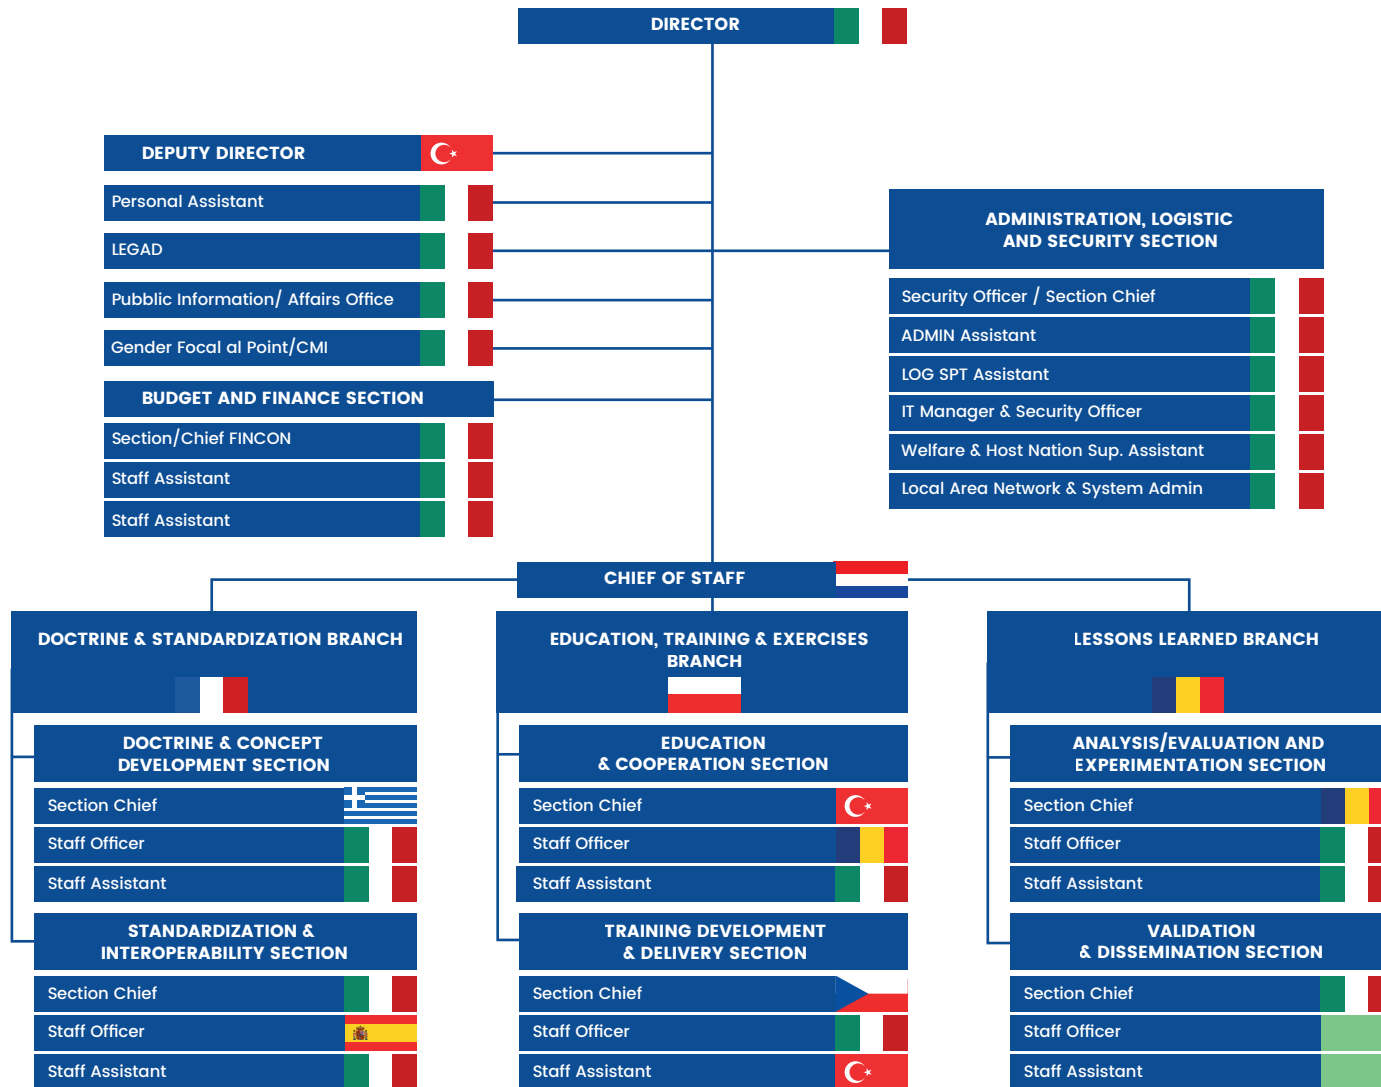 DIRECTOR
DEPUTY DIRECTOR
Personal Assistant
LEGAD
Pubblic Information/ Affairs Office
Gender Focal al Point/CMI
BUDGET AND FINANCE SECTION
Section/Chief FINCON
Staff Assistant
Staff Assistant
ADMINISTRATION, LOGISTIC
AND SECURITY SECTION
Security Officer / Section Chief
ADMIN Assistant
LOG SPT Assistant
IT Manager & Security Officer
Welfare & Host Nation Sup. Assistant
Local Area Network & System Admin
CHIEF OF STAFF
DOCTRINE & STANDARDIZATION BRANCH
DOCTRINE & CONCEPT
DEVELOPMENT SECTION
Section Chief
Staff Officer
Staff Assistant
STANDARDIZATION &
INTEROPERABILITY SECTION
Section Chief
Staff Officer
Staff Assistant
EDUCATION, TRAINING & EXERCISES
BRANCH
EDUCATION
& COOPERATION SECTION
Section Chief
Staff Officer
Staff Assistant
TRAINING DEVELOPMENT
& DELIVERY SECTION
Section Chief
Staff Officer
Staff Assistant
LESSONS LEARNED BRANCH
ANALYSIS/EVALUATION AND
EXPERIMENTATION SECTION
Section Chief
Staff Officer
Staff Assistant
VALIDATION
& DISSEMINATION SECTION
Section Chief
Staff Officer
Staff Assistant